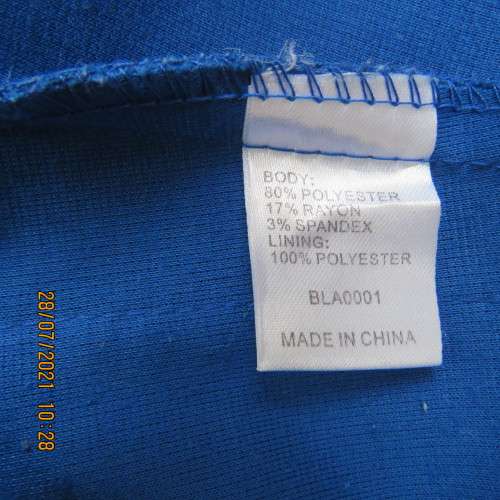 BODY:
80% POLYESTER
17% RAYON
3% SPANDEX
LINING:
100% POLYESTER
BLA0001
MADE IN CHINA
28/07/2021 10:28